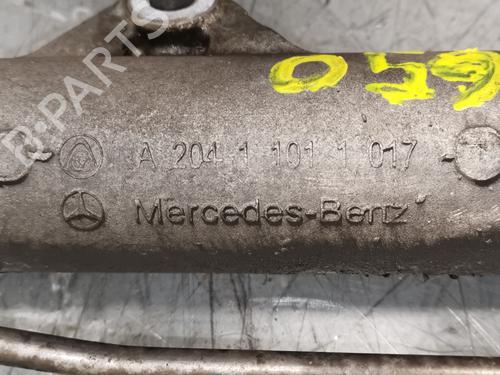 059
A 204 1 101 1 017
Mercedes-Benz
B-PARTS